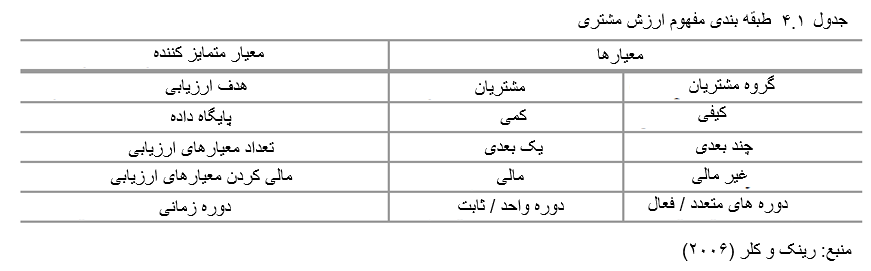 جدول ۴.۱ طبقه بندی مفهوم ارزش مشتری
معیارها معیار متمایز کننده
گروه مشتریان مشتریان هدف ارزیابی
کیفی کمی پایگاه داده
چند بعدی یک بعدی تعداد معیارهای ارزیابی
غیر مالی مالی مالی کردن معیارهای ارزیابی
دوره های متعدد / فعال دوره واحد / ثابت دوره زمانی
منبع: رینک و کلر (۲۰۰۶)